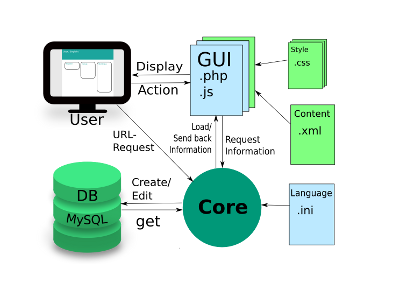 Display
Action
User
GUI
.php
.js
Style
.css
Content
.xml
URL-
Request
Load/
Send back
Information
Request
Information
DB
MySQL
Create/
Edit
get
Core
Language
.ini